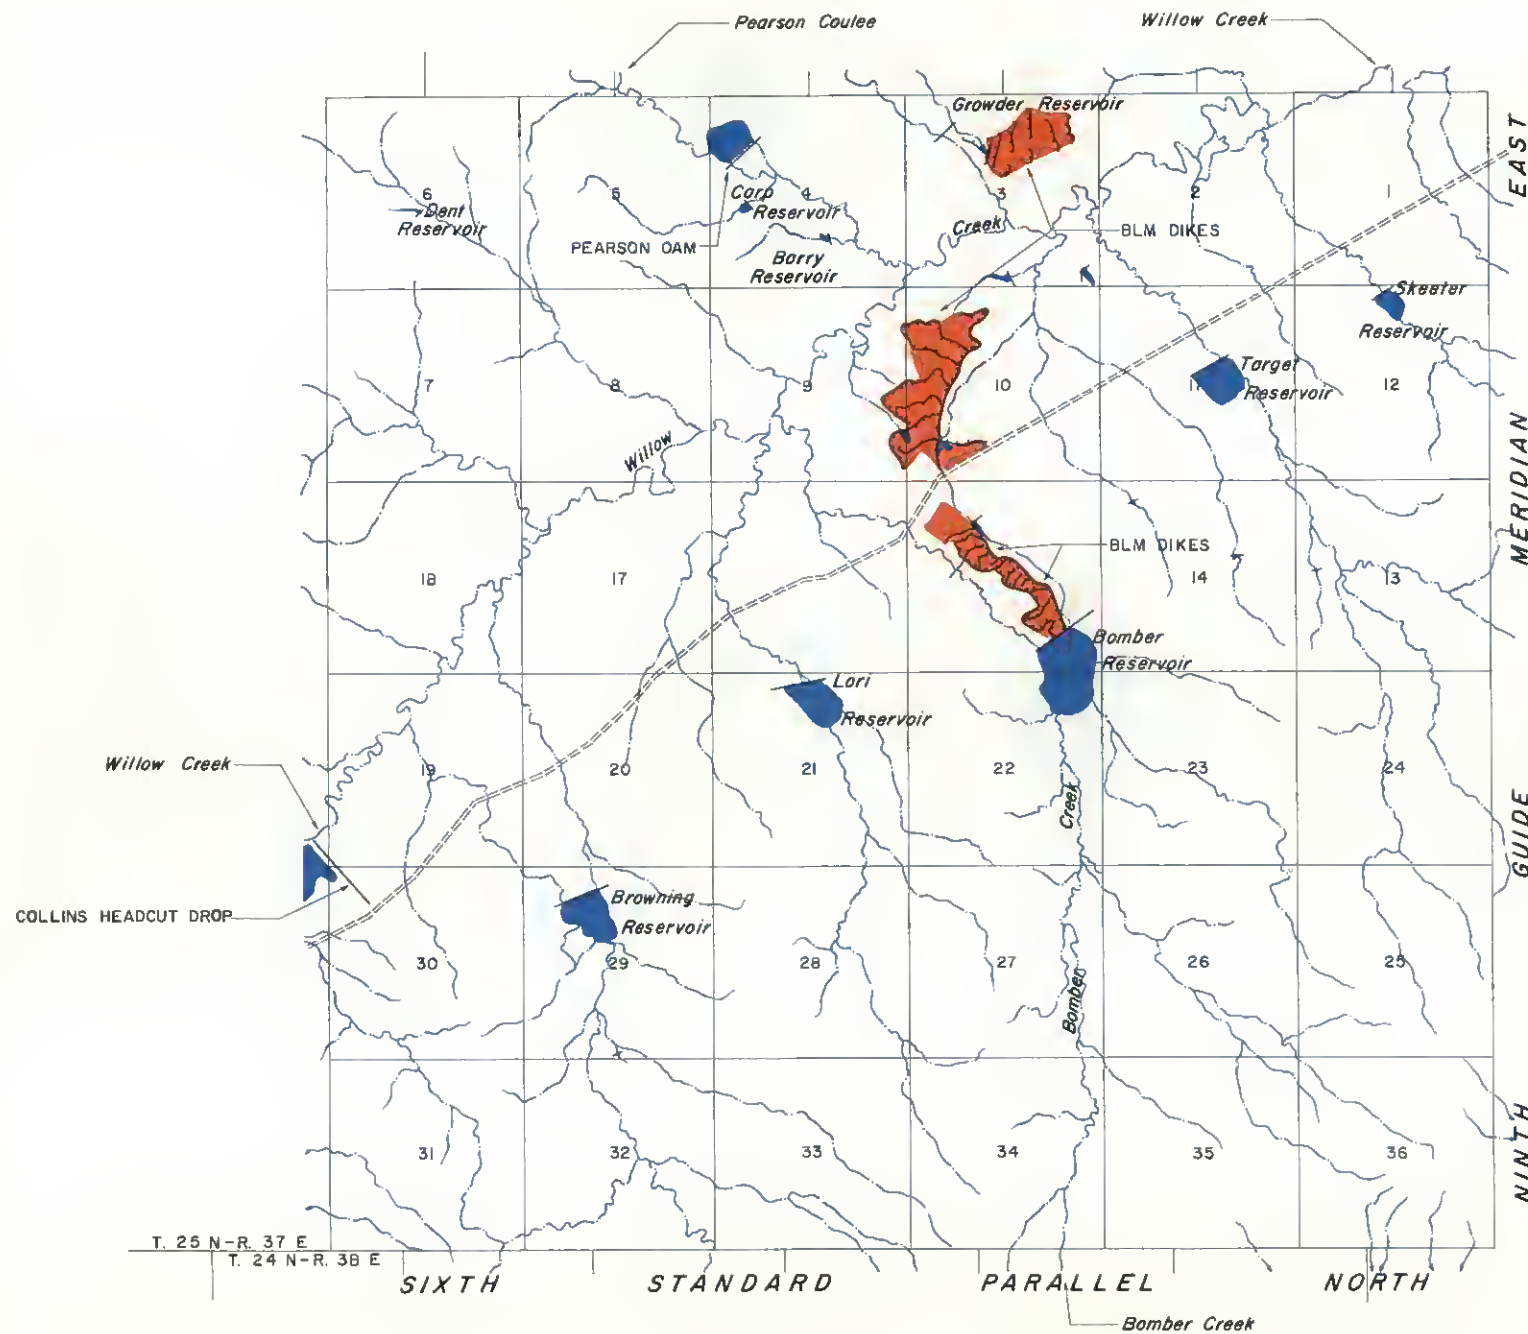 Pearson Coulee
Willow Creek
Growder Reservoir
EAST
6
5
Carp
4
3
2
1
Dent
Reservoir
Reservoir
Creek
BLM DIKES
PEARSON DAM
Barry
Reservoir
Skeeter
Reservoir
7
8
9
10
11
Target
Reservoir
12
MERIDIAN
Willow
BLM DIKES
18
17
14
13
Bomber
Reservoir
Lori
Reservoir
Willow Creek
19
20
21
22
23
24
Creek
GUIDE
COLLINS HEADCUT DROP
Browning
Reservoir
30
29
28
27
26
25
Bomber
31
32
33
34
35
36
NINTH
T. 25 N-R. 37 E
T. 24 N-R. 38 E
SIXTH STANDARD PARALLEL NORTH
Bomber Creek